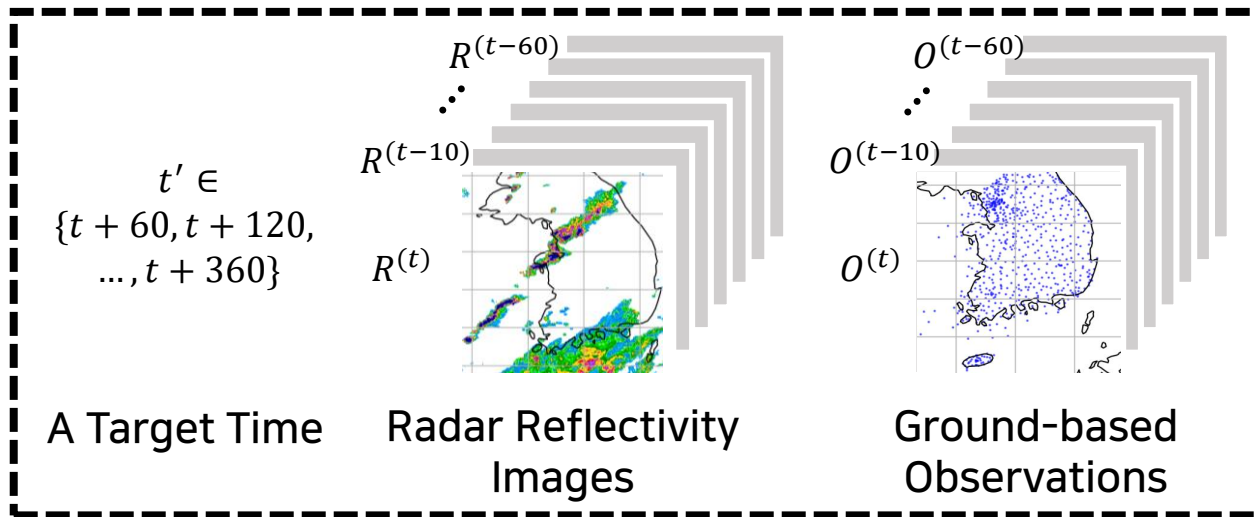 t′ ∈
{t + 60, t + 120,
…, t + 360}
A Target Time
R^(t−60)
R^(t−10)
R^(t)
Radar Reflectivity
Images
O^(t−60)
O^(t−10)
O^(t)
Ground-based
Observations